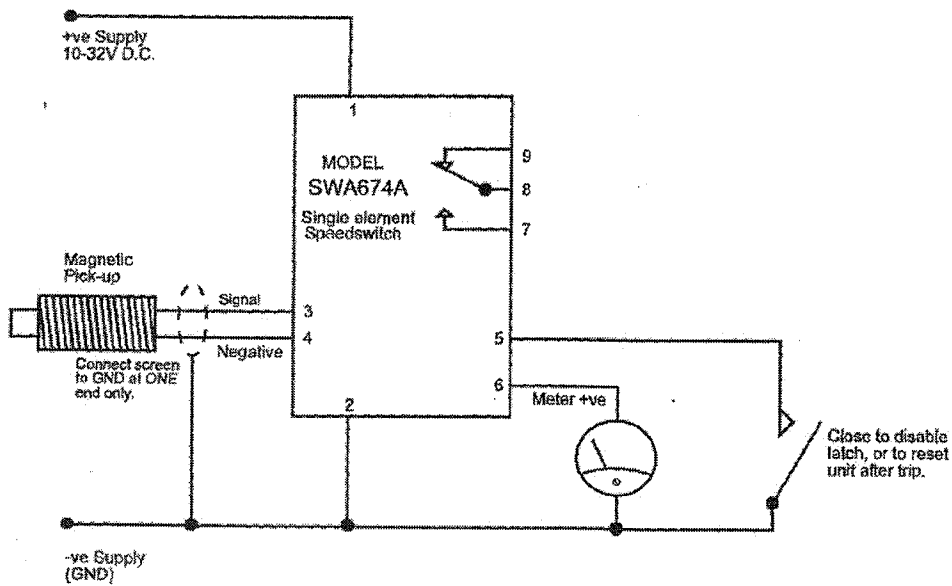 +ve Supply
10-32V D.C.
1
MODEL
SWA674A
Single element
Speedswitch
9
8
7
Magnetic
Pick-up
Signal
3
4
Negative
Connect screen
to GND at ONE
end only.
5
6
Meter +ve
2
Close to disable
latch, or to reset
unit after trip.
-ve Supply
(GND)